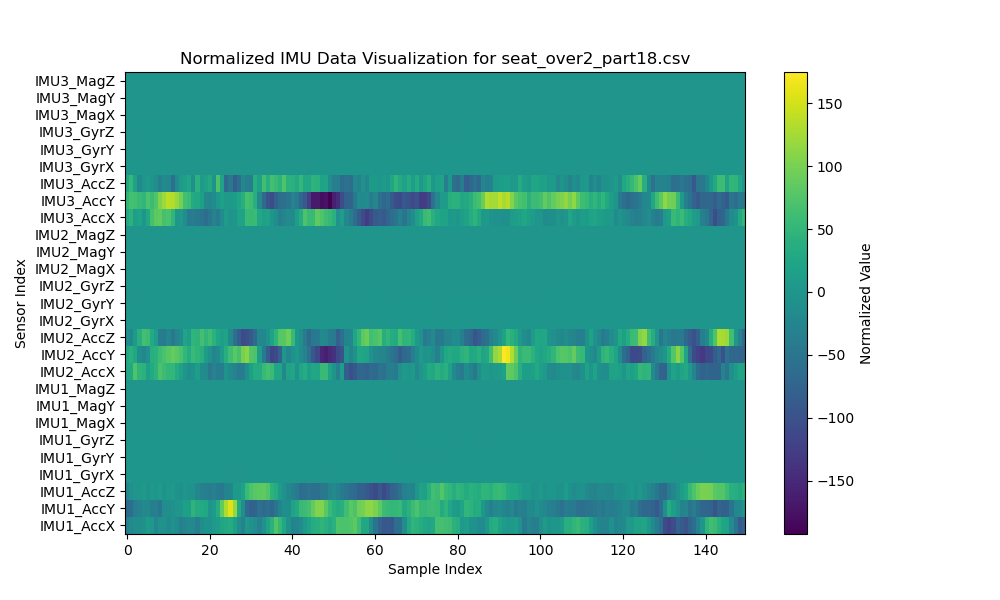 Normalized IMU Data Visualization for seat_over2_part18.csv
IMU3_MagZ
IMU3_MagY
IMU3_MagX
IMU3_GyrZ
IMU3_GyrY
IMU3_GyrX
IMU3_AccZ
IMU3_AccY
IMU3_AccX
IMU2_MagZ
IMU2_MagY
IMU2_MagX
IMU2_GyrZ
IMU2_GyrY
IMU2_GyrX
IMU2_AccZ
IMU2_AccY
IMU2_AccX
IMU1_MagZ
IMU1_MagY
IMU1_MagX
IMU1_GyrZ
IMU1_GyrY
IMU1_GyrX
IMU1_AccZ
IMU1_AccY
IMU1_AccX
Sensor Index
0 20 40 60 80 100 120 140
Sample Index
150
100
50
0
−50
−100
−150
Normalized Value